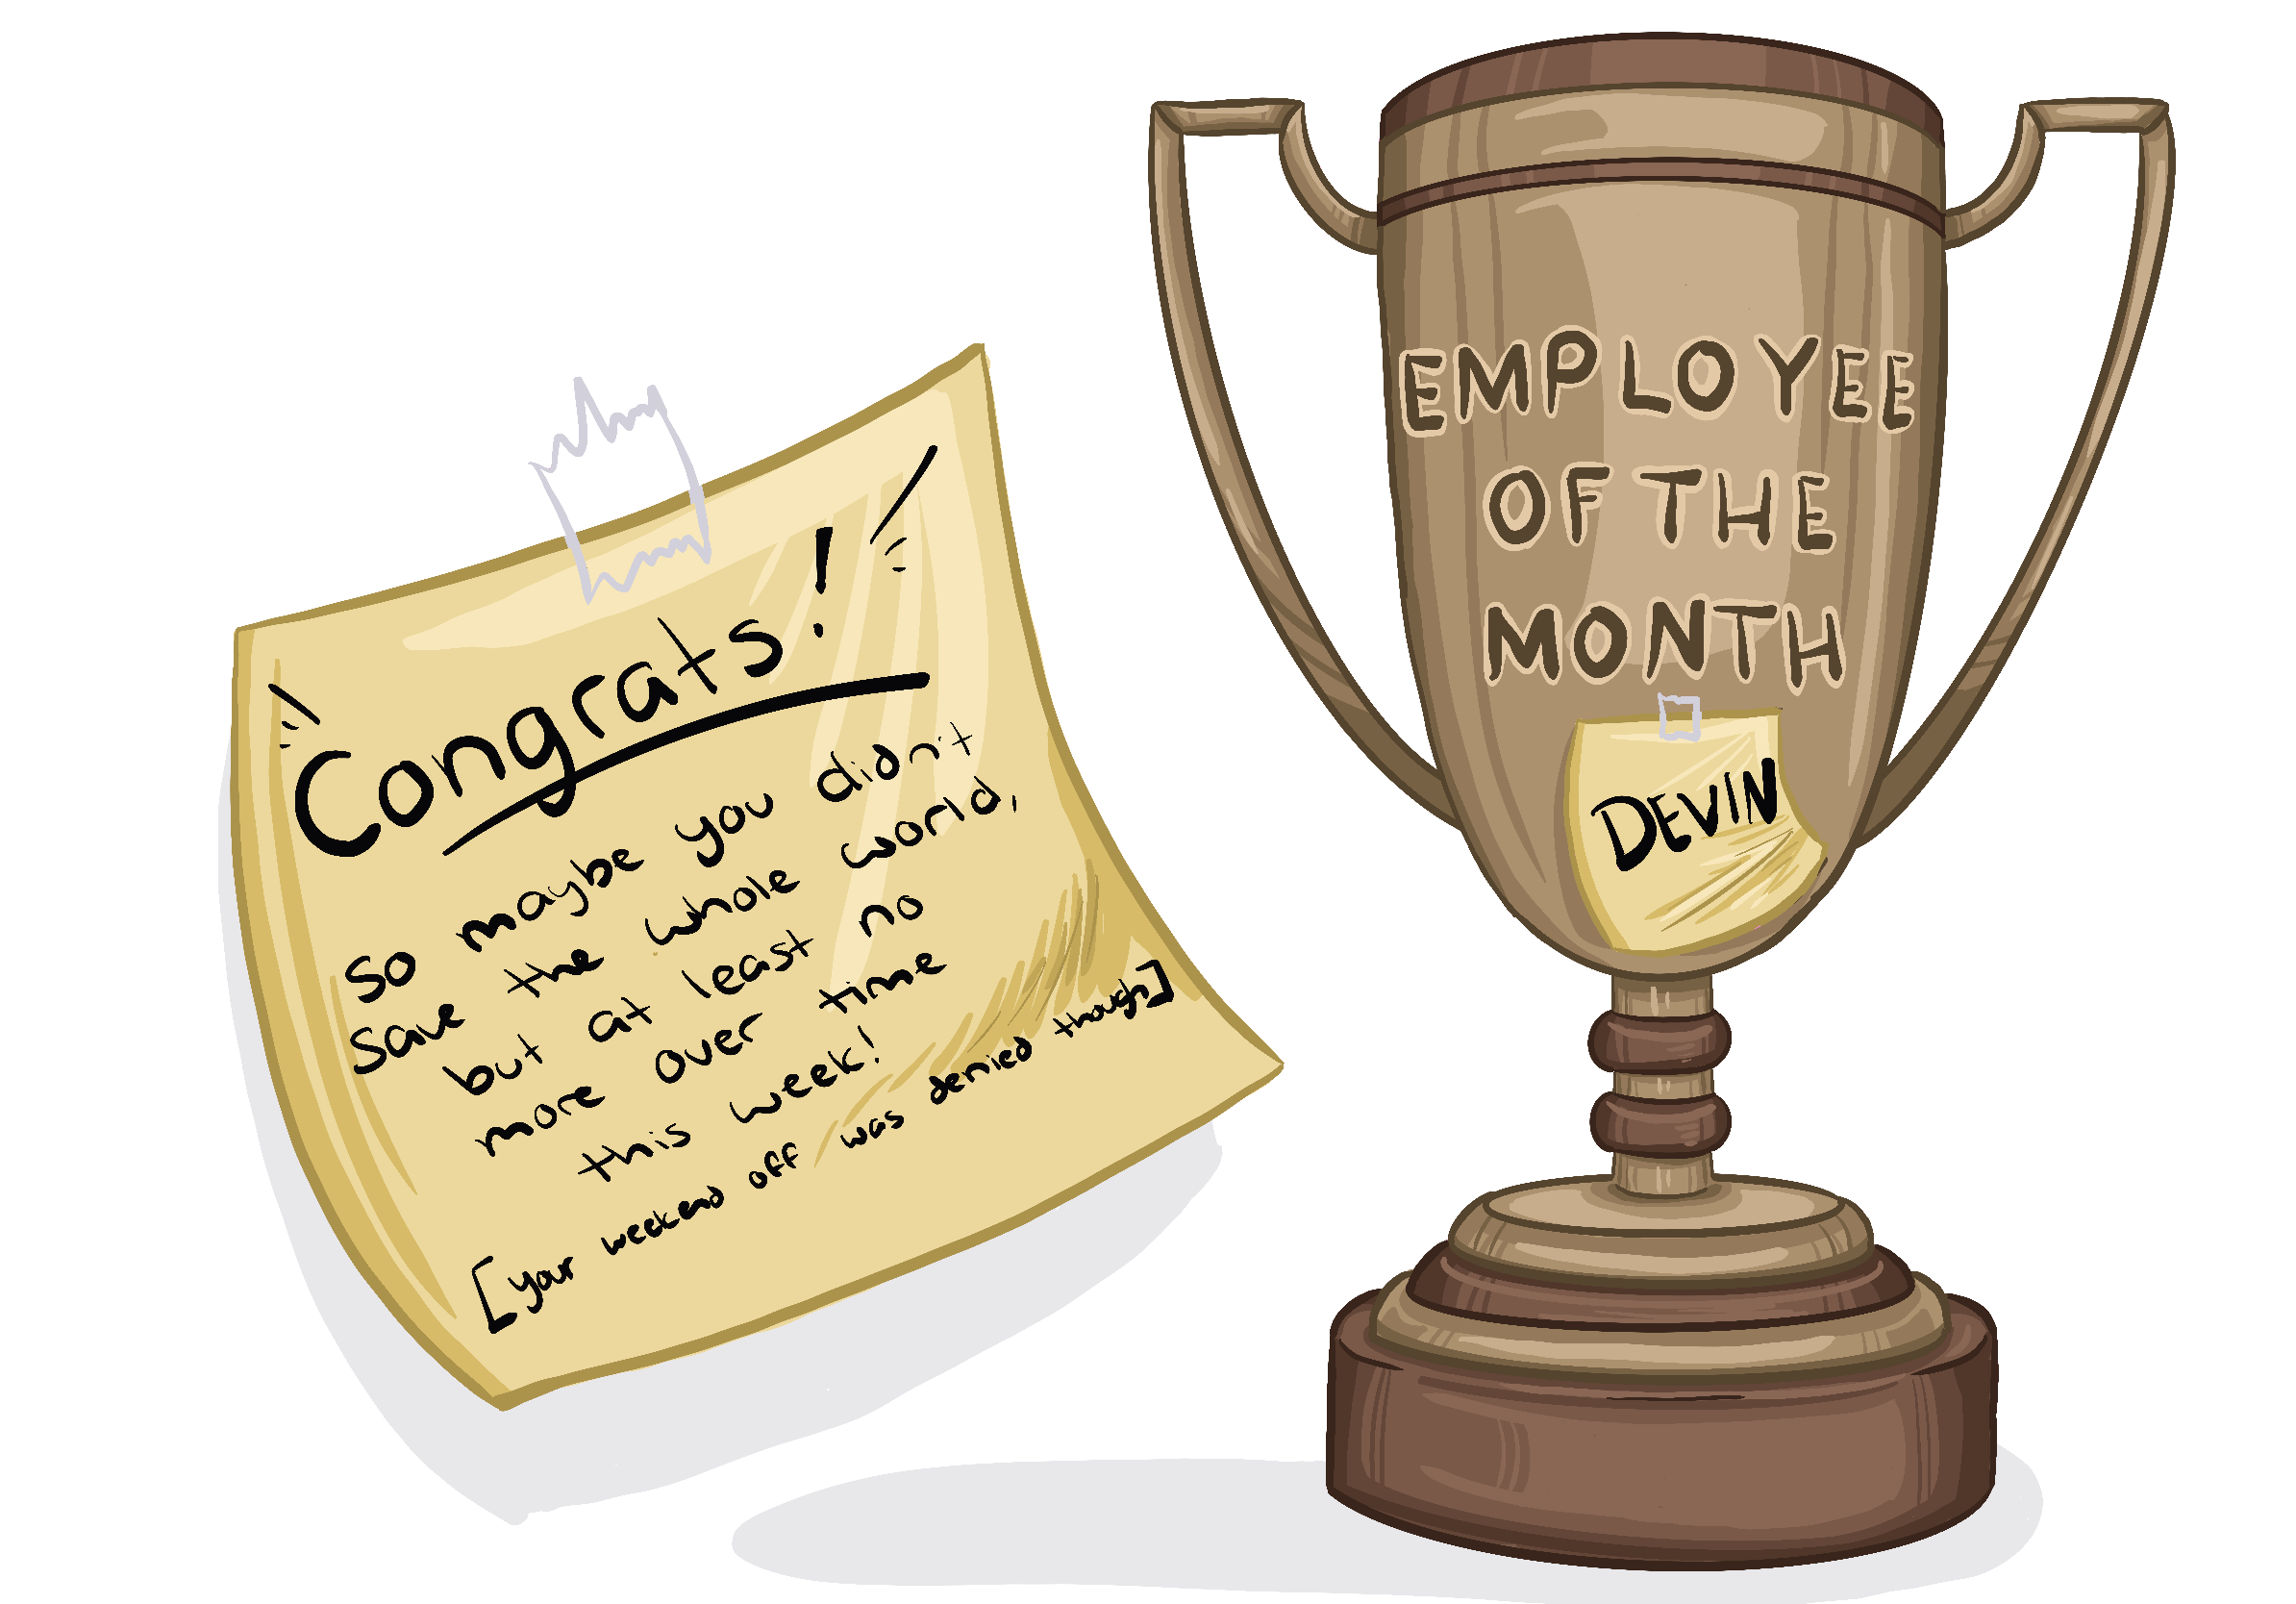 Congrats!
So maybe you didn't
save the whole world,
but at least no
more over time
this week!
[your weekend off was denied though]
EMPLOYEE
OF THE
MONTH
DEVIN